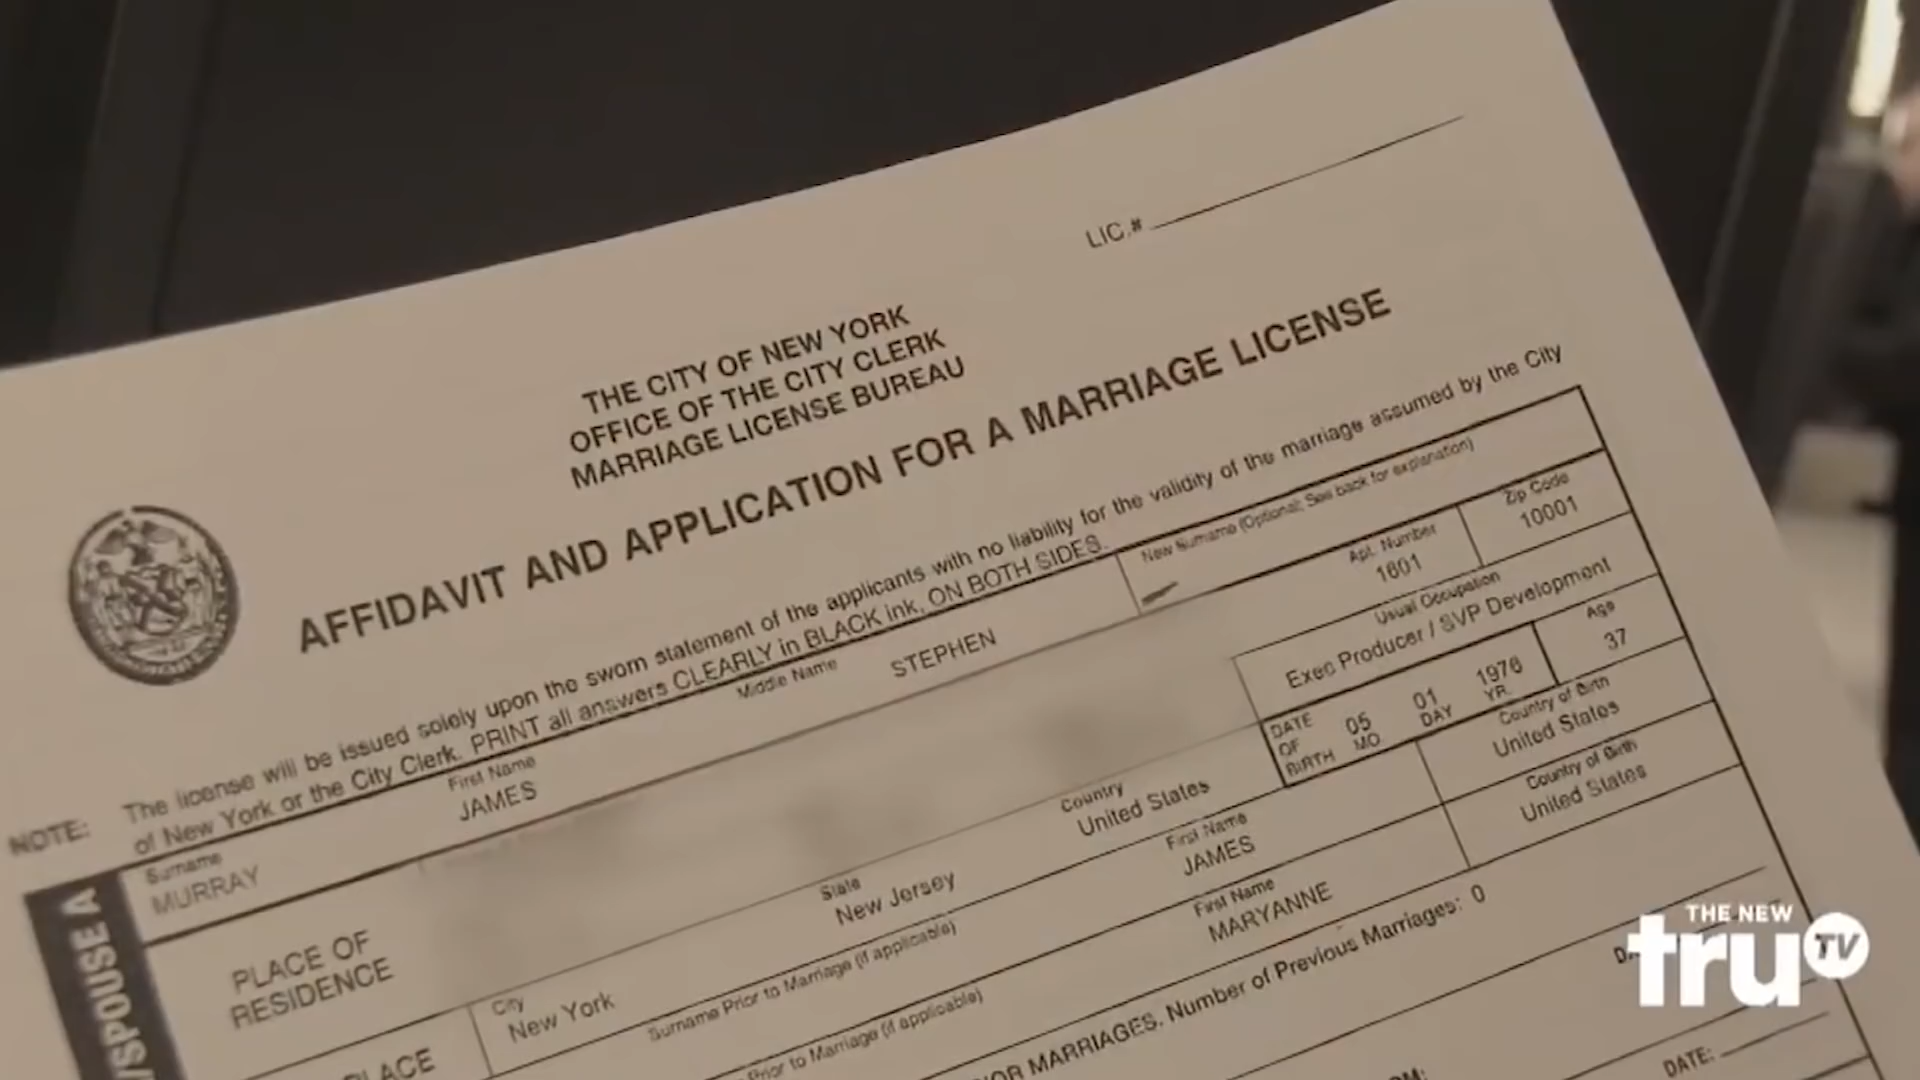 LIC.#
THE CITY OF NEW YORK
OFFICE OF THE CITY CLERK
MARRIAGE LICENSE BUREAU
AFFIDAVIT AND APPLICATION FOR A MARRIAGE LICENSE
NOTE: The license will be issued solely upon the sworn statement of the applicants with no liability for the validity of the marriage assumed by the City
of New York or the City Clerk. PRINT all answers CLEARLY in BLACK ink, ON BOTH SIDES.
Surname
MURRAY
First Name
JAMES
Middle Name
STEPHEN
New Surname (Optional; See back for explanation)
PLACE OF
RESIDENCE
Apt. Number
1601
Zip Code
10001
State
New Jersey
Country
United States
Usual Occupation
Exec Producer / SVP Development
City
New York
DATE
OF
BIRTH
05
MO.
01
DAY
1976
YR.
Age
37
Surname Prior to Marriage (if applicable)
First Name
JAMES
Country of Birth
United States
Prior to Marriage (if applicable)
First Name
MARYANNE
Country of Birth
United States
MARRIAGES. Number of Previous Marriages: 0
DATE:
/SPOUSE A
THE NEW
truTV